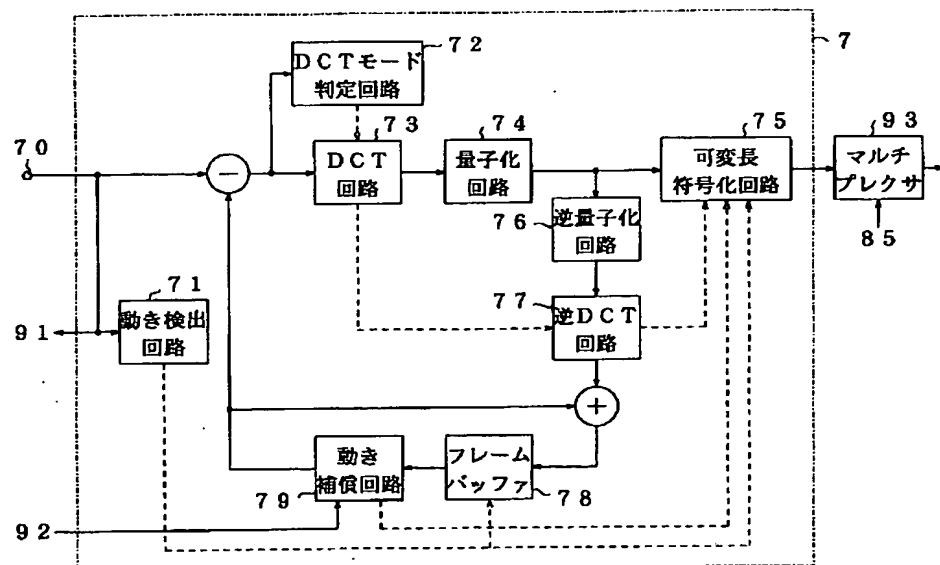 ７２
７
ＤＣＴモード
判定回路
７３
７４
７５
９３
７０
ＤＣＴ
回路
量子化
回路
可変長
符号化回路
マルチ
プレクサ
７６
逆量子化
回路
８５
７１
７７
９１
動き検出
回路
逆ＤＣＴ
回路
動き
補償回路
フレーム
バッファ
７９
７８
９２